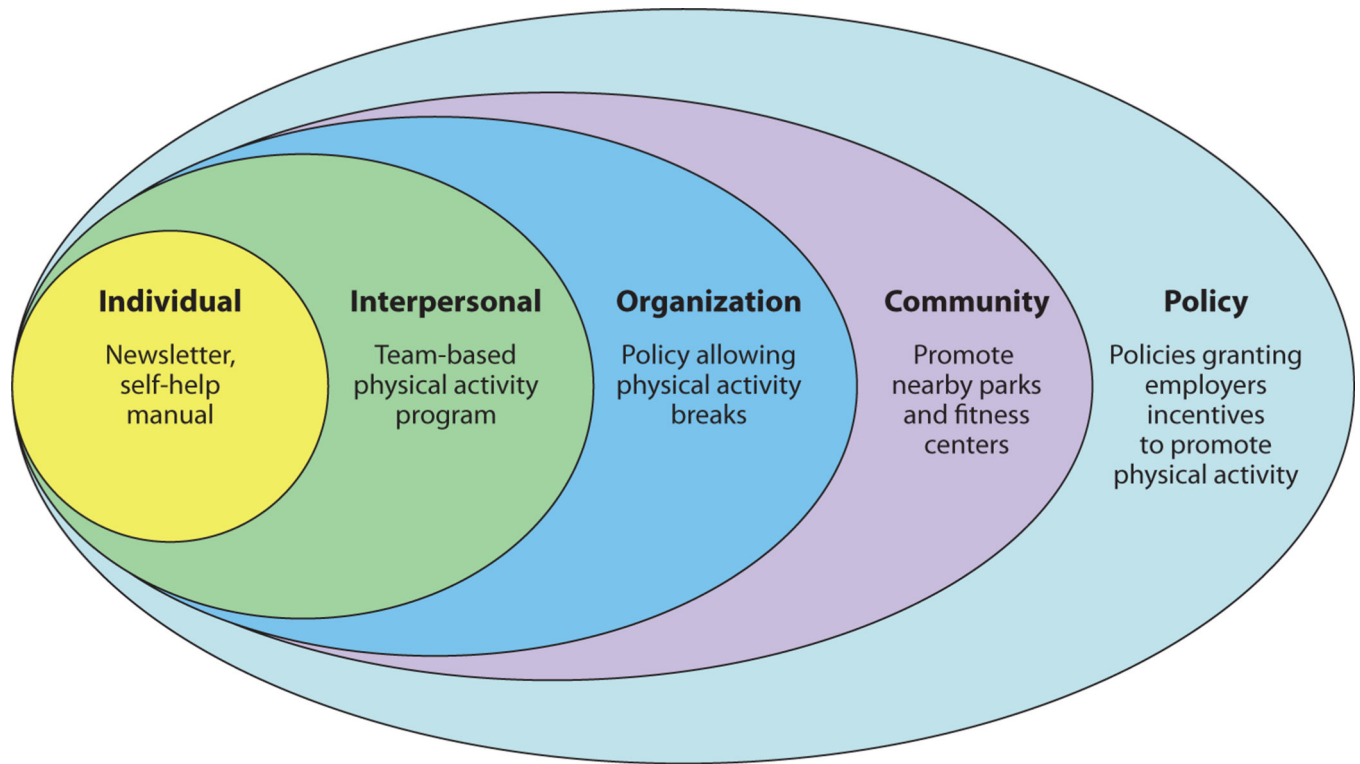 Individual
Newsletter,
self-help
manual
Interpersonal
Team-based
physical activity
program
Organization
Policy allowing
physical activity
breaks
Community
Promote
nearby parks
and fitness
centers
Policy
Policies granting
employers
incentives
to promote
physical activity